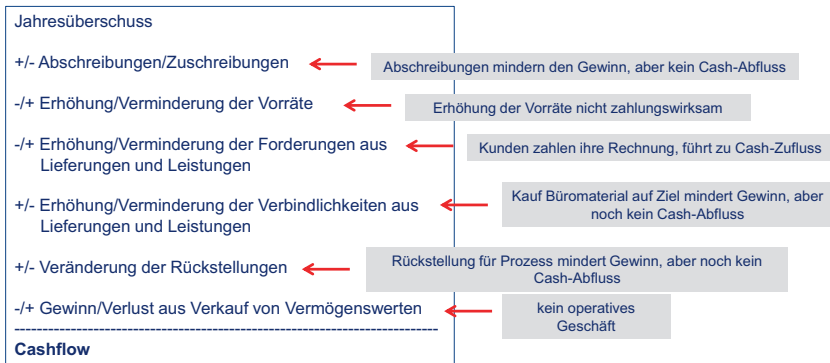 Jahresüberschuss
+/- Abschreibungen/Zuschreibungen
Abschreibungen mindern den Gewinn, aber kein Cash-Abfluss
-/+ Erhöhung/Verminderung der Vorräte
Erhöhung der Vorräte nicht zahlungswirksam
-/+ Erhöhung/Verminderung der Forderungen aus
Lieferungen und Leistungen
Kunden zahlen ihre Rechnung, führt zu Cash-Zufluss
+/- Erhöhung/Verminderung der Verbindlichkeiten aus
Lieferungen und Leistungen
Kauf Büromaterial auf Ziel mindert Gewinn, aber
noch kein Cash-Abfluss
+/- Veränderung der Rückstellungen
Rückstellung für Prozess mindert Gewinn, aber noch kein
Cash-Abfluss
-/+ Gewinn/Verlust aus Verkauf von Vermögenswerten
kein operatives
Geschäft
Cashflow